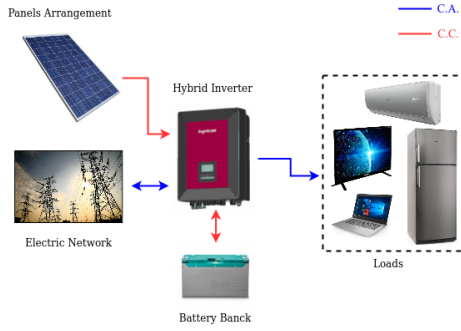 Panels Arrangement
C.A.
C.C.
Hybrid Inverter
Electric Network
Loads
Battery Banck